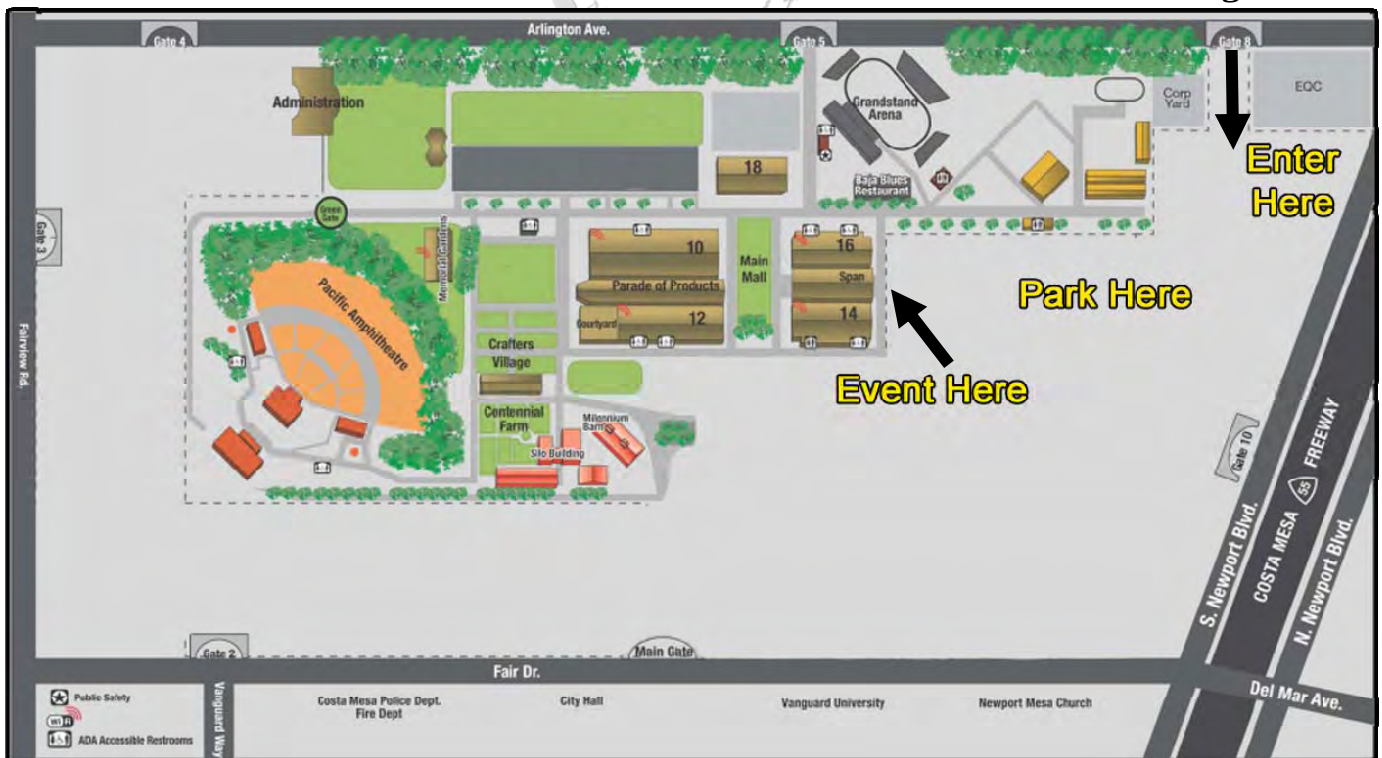 Arlington Ave.
Gate 4
Gate 5
Gate 8
Administration
Grandstand
Arena
Corp
Yard
EQC
Enter
Here
18
Baja Blues
Restaurant
Green
Gate
Gate 3
Memorial Gardens
10
Main
Mall
16
Parade of Products
Span
Park Here
Pacific Amphitheatre
Courtyard
12
14
Fairview Rd.
Crafters
Village
Event Here
Centennial
Farm
Millennium
Barn
Silo Building
Gate 10
COSTA MESA 55 FREEWAY
S. Newport Blvd.
N. Newport Blvd.
Gate 2
Main Gate
Fair Dr.
Del Mar Ave.
Public Safety
Wi Fi
ADA Accessible Restrooms
Vanguard Way
Costa Mesa Police Dept.
Fire Dept
City Hall
Vanguard University
Newport Mesa Church